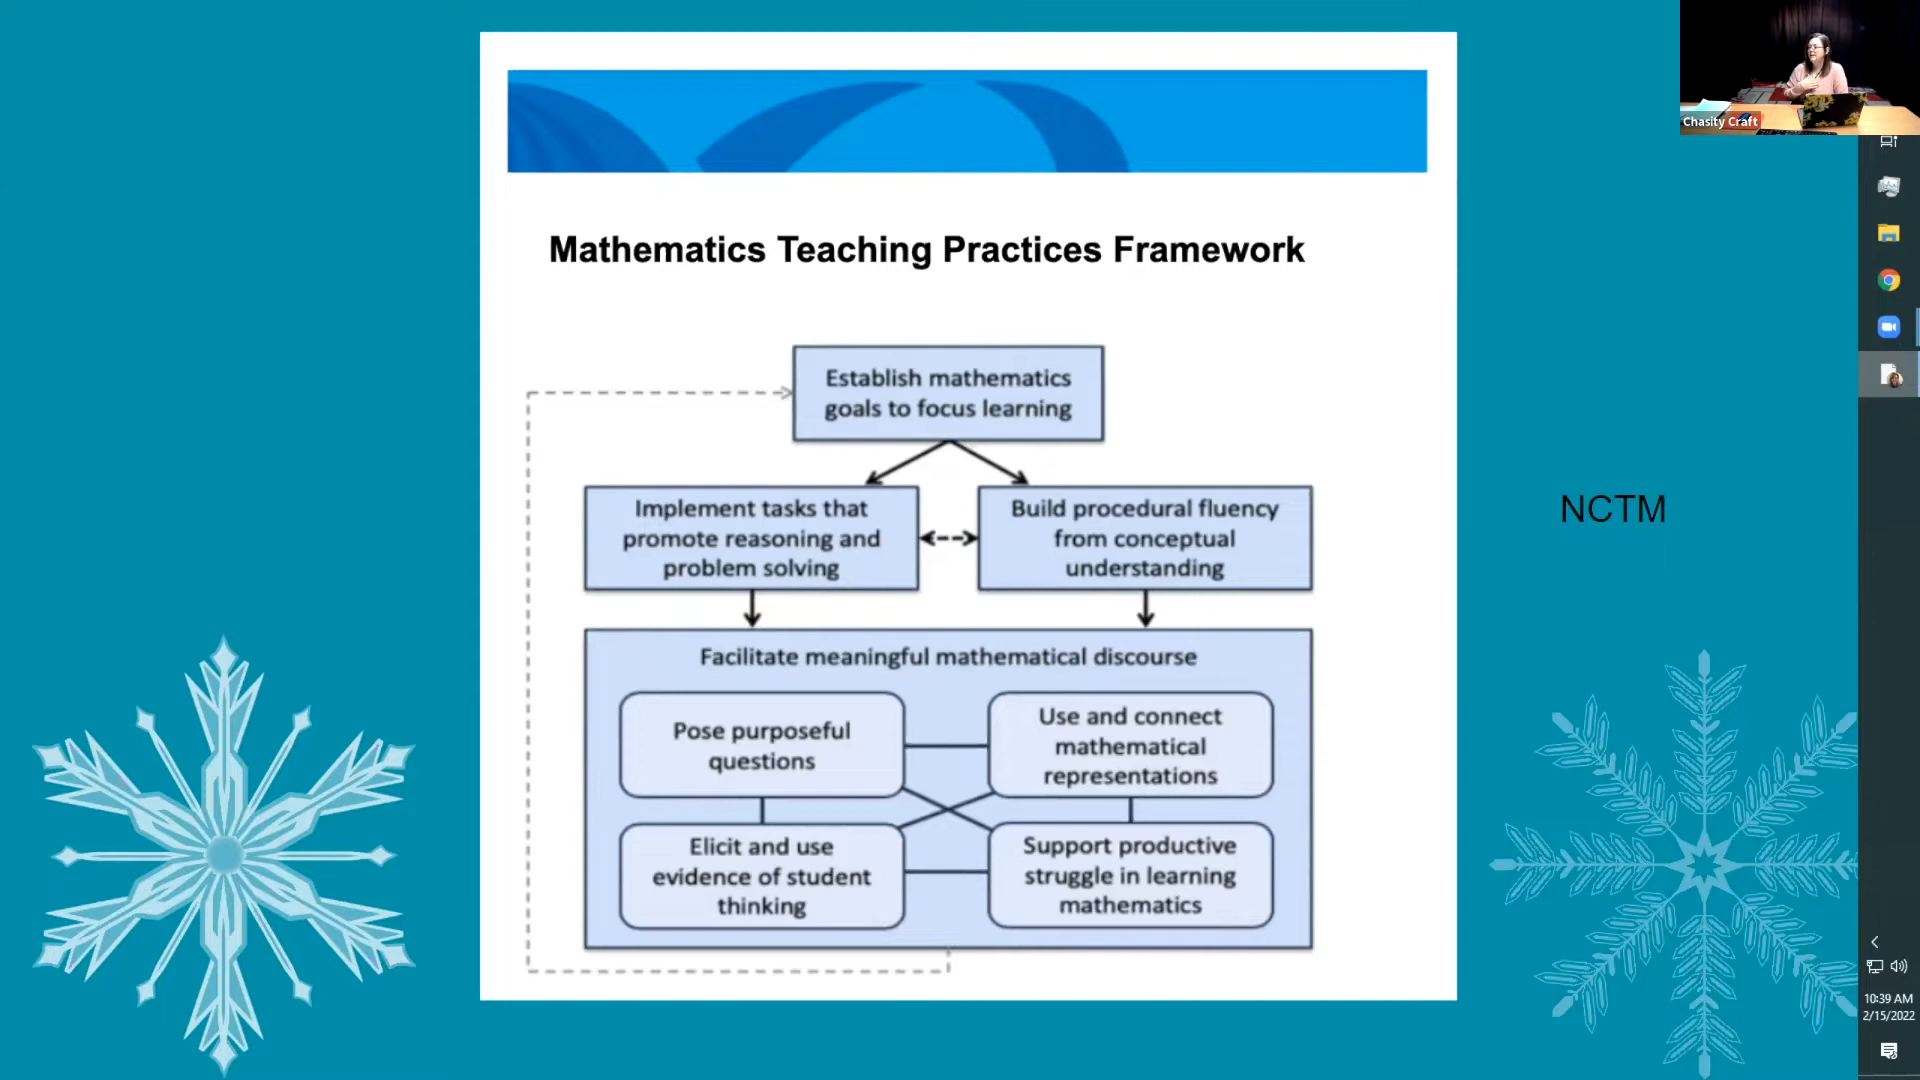 Chasity Craft
Mathematics Teaching Practices Framework
Establish mathematics
goals to focus learning
Implement tasks that
promote reasoning and
problem solving
Build procedural fluency
from conceptual
understanding
NCTM
Facilitate meaningful mathematical discourse
Pose purposeful
questions
Use and connect
mathematical
representations
Elicit and use
evidence of student
thinking
Support productive
struggle in learning
mathematics
10:39 AM
2/15/2022